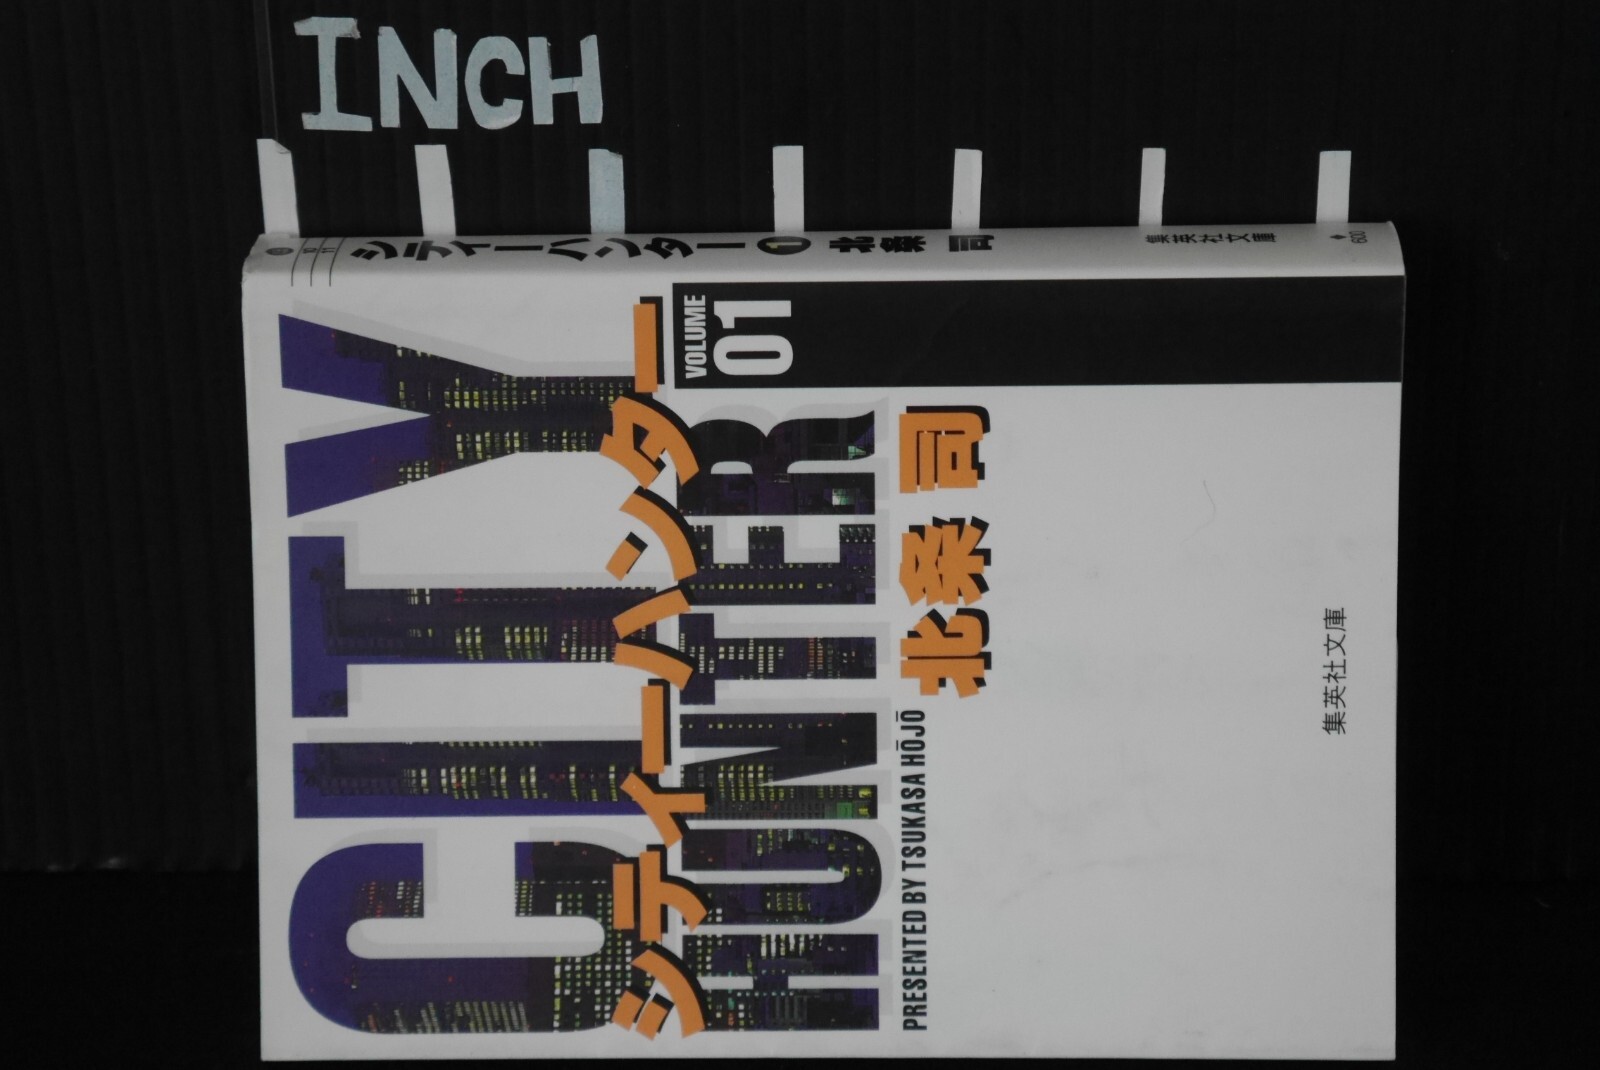 INCH
シティーハンター 1 北条 司 集英社文庫 600
CITY
HUNTER
シティーハンター
VOLUME
01
北条 司
PRESENTED BY TSUKASA HŌJŌ
集英社文庫